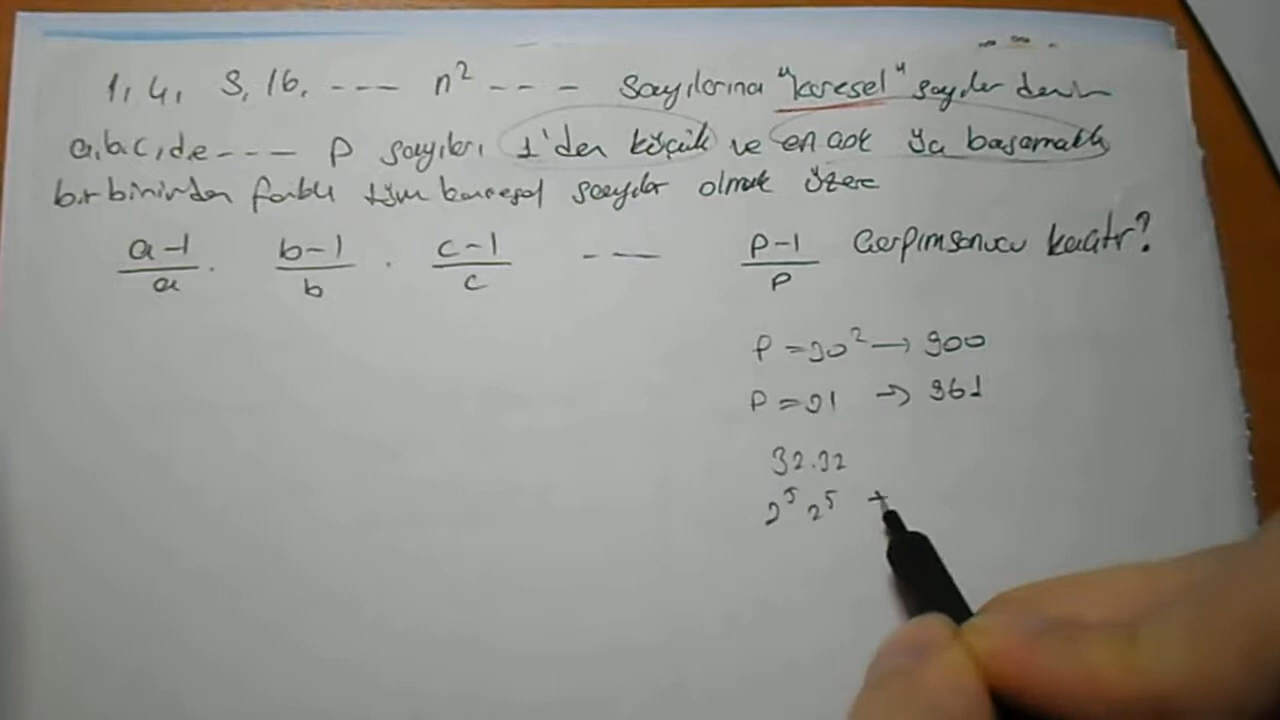 1, 4, 9, 16, --- n² --- sayılarına "karesel" sayılar denir
a,b,c,d,e --- P sayıları 1'den küçük ve en çok üç basamaklı
birbirinden farklı tüm karesel sayılar olmak üzere
a-1/a . b-1/b . c-1/c --- P-1/P Çarpım sonucu kaçtır?
P = 30² → 900
P = 31 → 961
32.32
2⁵ 2⁵